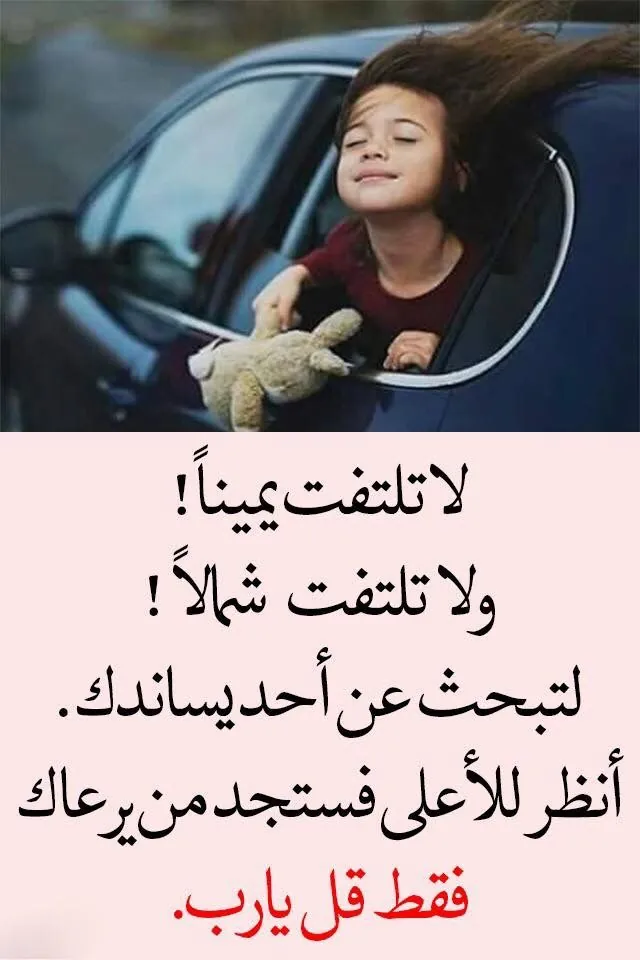 لا تلتفت يميناً !
ولا تلتفت شمالاً !
لتبحث عن أحد يساندك .
أنظر للأعلى فستجد من يرعاك
فقط قل يارب.